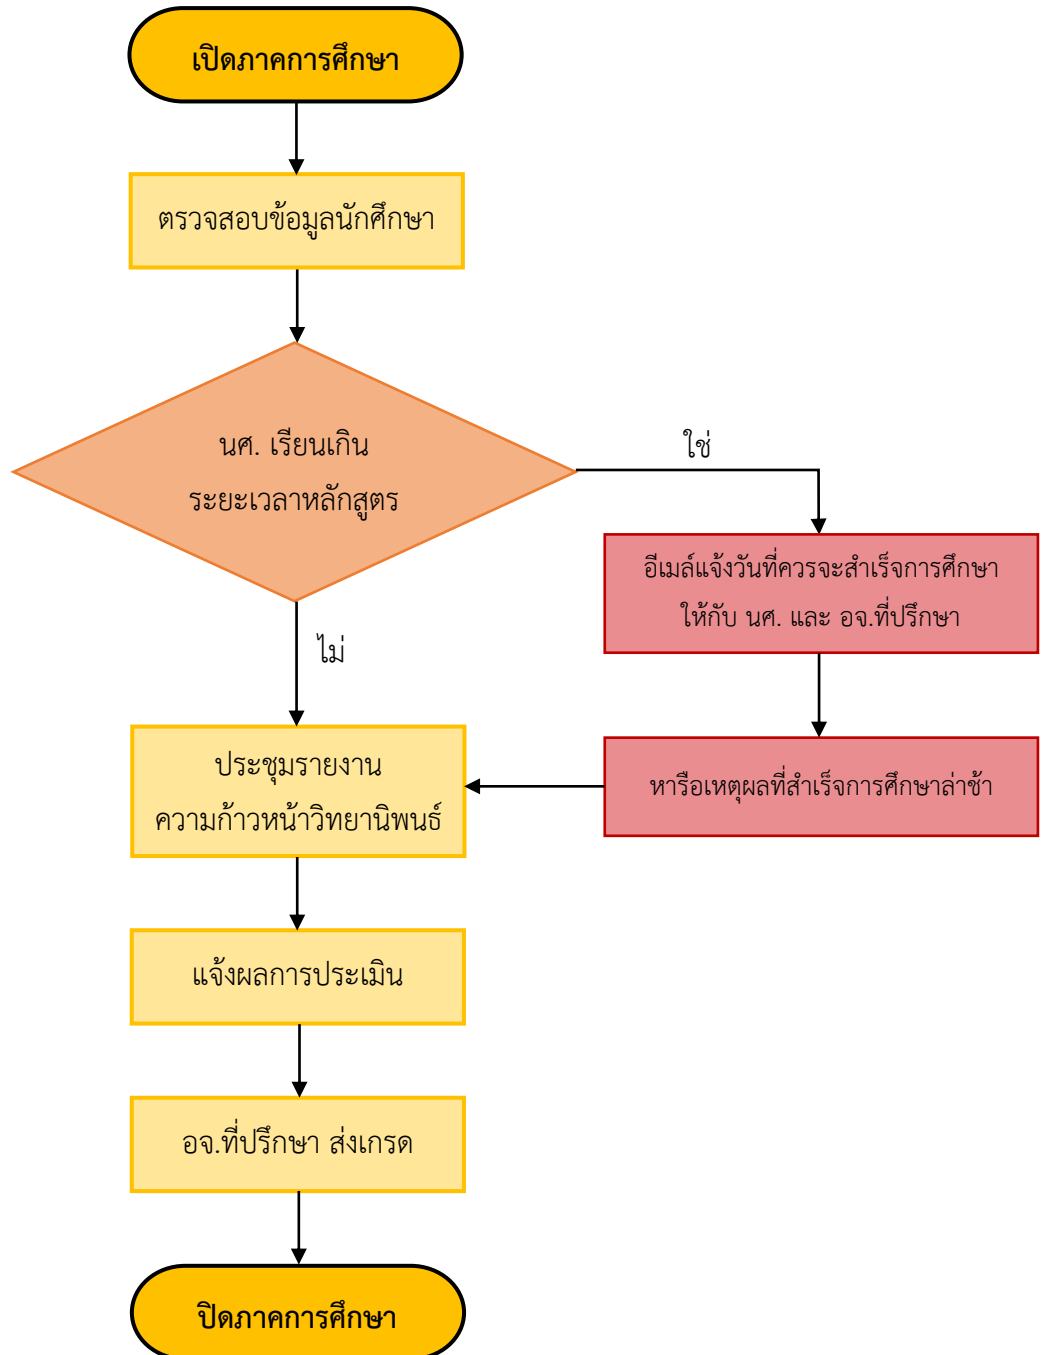 เปิดภาคการศึกษา
ตรวจสอบข้อมูลนักศึกษา
นศ. เรียนเกิน
ระยะเวลาหลักสูตร
ใช่
อีเมล์แจ้งวันที่ควรจะสำเร็จการศึกษา
ให้กับ นศ. และ อจ.ที่ปรึกษา
ไม่
ประชุมรายงาน
ความก้าวหน้าวิทยานิพนธ์
หารือเหตุผลที่สำเร็จการศึกษาล่าช้า
แจ้งผลการประเมิน
อจ.ที่ปรึกษา ส่งเกรด
ปิดภาคการศึกษา